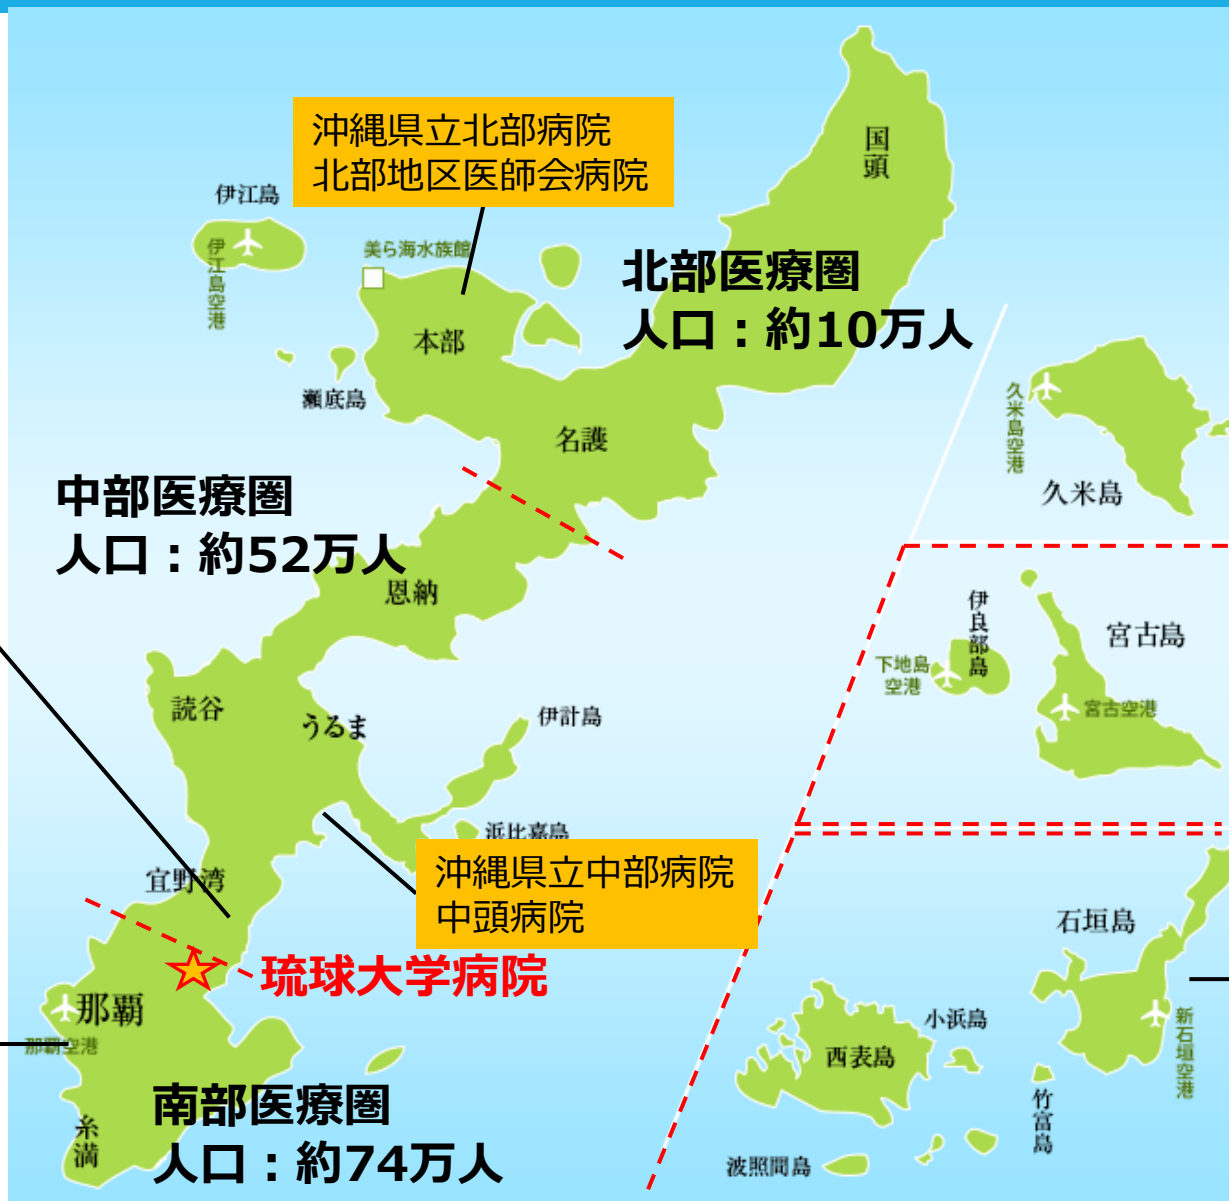 沖縄県立北部病院
北部地区医師会病院
国頭
伊江島
伊江島空港
美ら海水族館
北部医療圏
人口：約10万人
本部
瀬底島
名護
久米島空港
久米島
中部医療圏
人口：約52万人
恩納
伊良部島
宮古島
下地島
空港
宮古空港
読谷
うるま
伊計島
浜比嘉島
沖縄県立中部病院
中頭病院
宜野湾
石垣島
琉球大学病院
那覇
那覇空港
小浜島
西表島
新石垣空港
竹富島
南部医療圏
人口：約74万人
糸満
波照間島